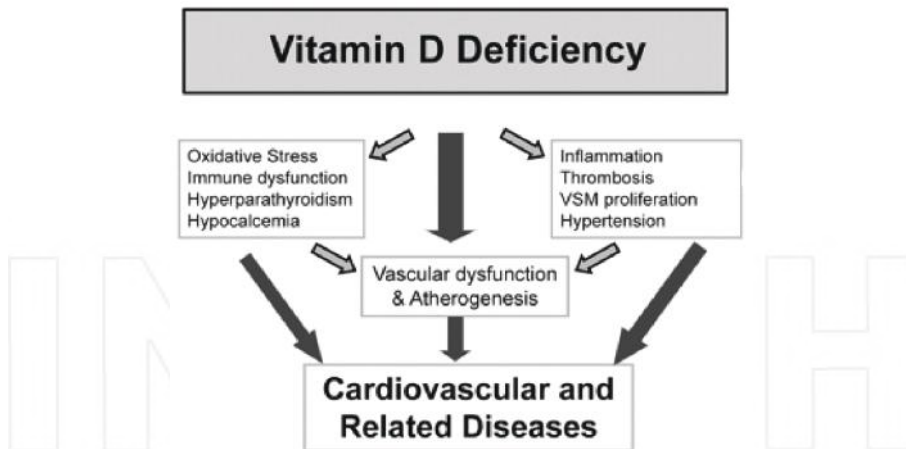 Vitamin D Deficiency
Oxidative Stress
Immune dysfunction
Hyperparathyroidism
Hypocalcemia
Inflammation
Thrombosis
VSM proliferation
Hypertension
Vascular dysfunction
& Atherogenesis
Cardiovascular and
Related Diseases